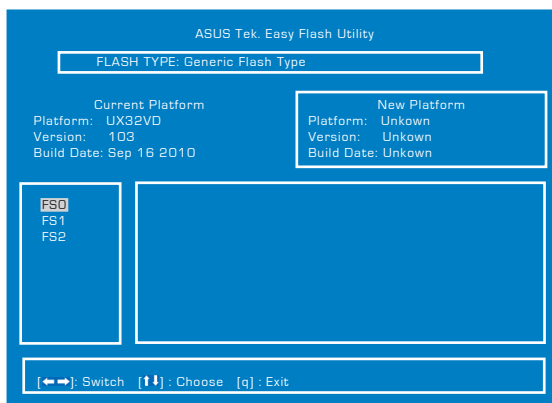 ASUS Tek. Easy Flash Utility
FLASH TYPE: Generic Flash Type
Current Platform
Platform: UX32VD
Version: 103
Build Date: Sep 16 2010
New Platform
Platform: Unkown
Version: Unkown
Build Date: Unkown
FS0
FS1
FS2
[←→]: Switch [↑↓] : Choose [q] : Exit